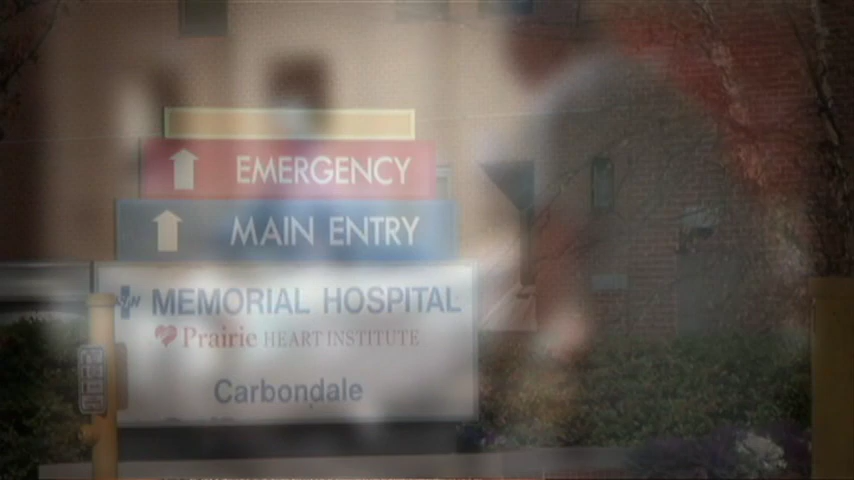 EMERGENCY
MAIN ENTRY
MEMORIAL HOSPITAL
Prairie HEART INSTITUTE
Carbondale